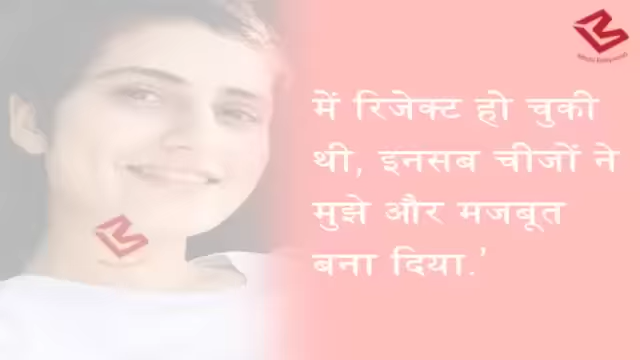 में रिजेक्ट हो चुकी
थी, इनसब चीजों ने
मुझे और मजबूत
बना दिया.’